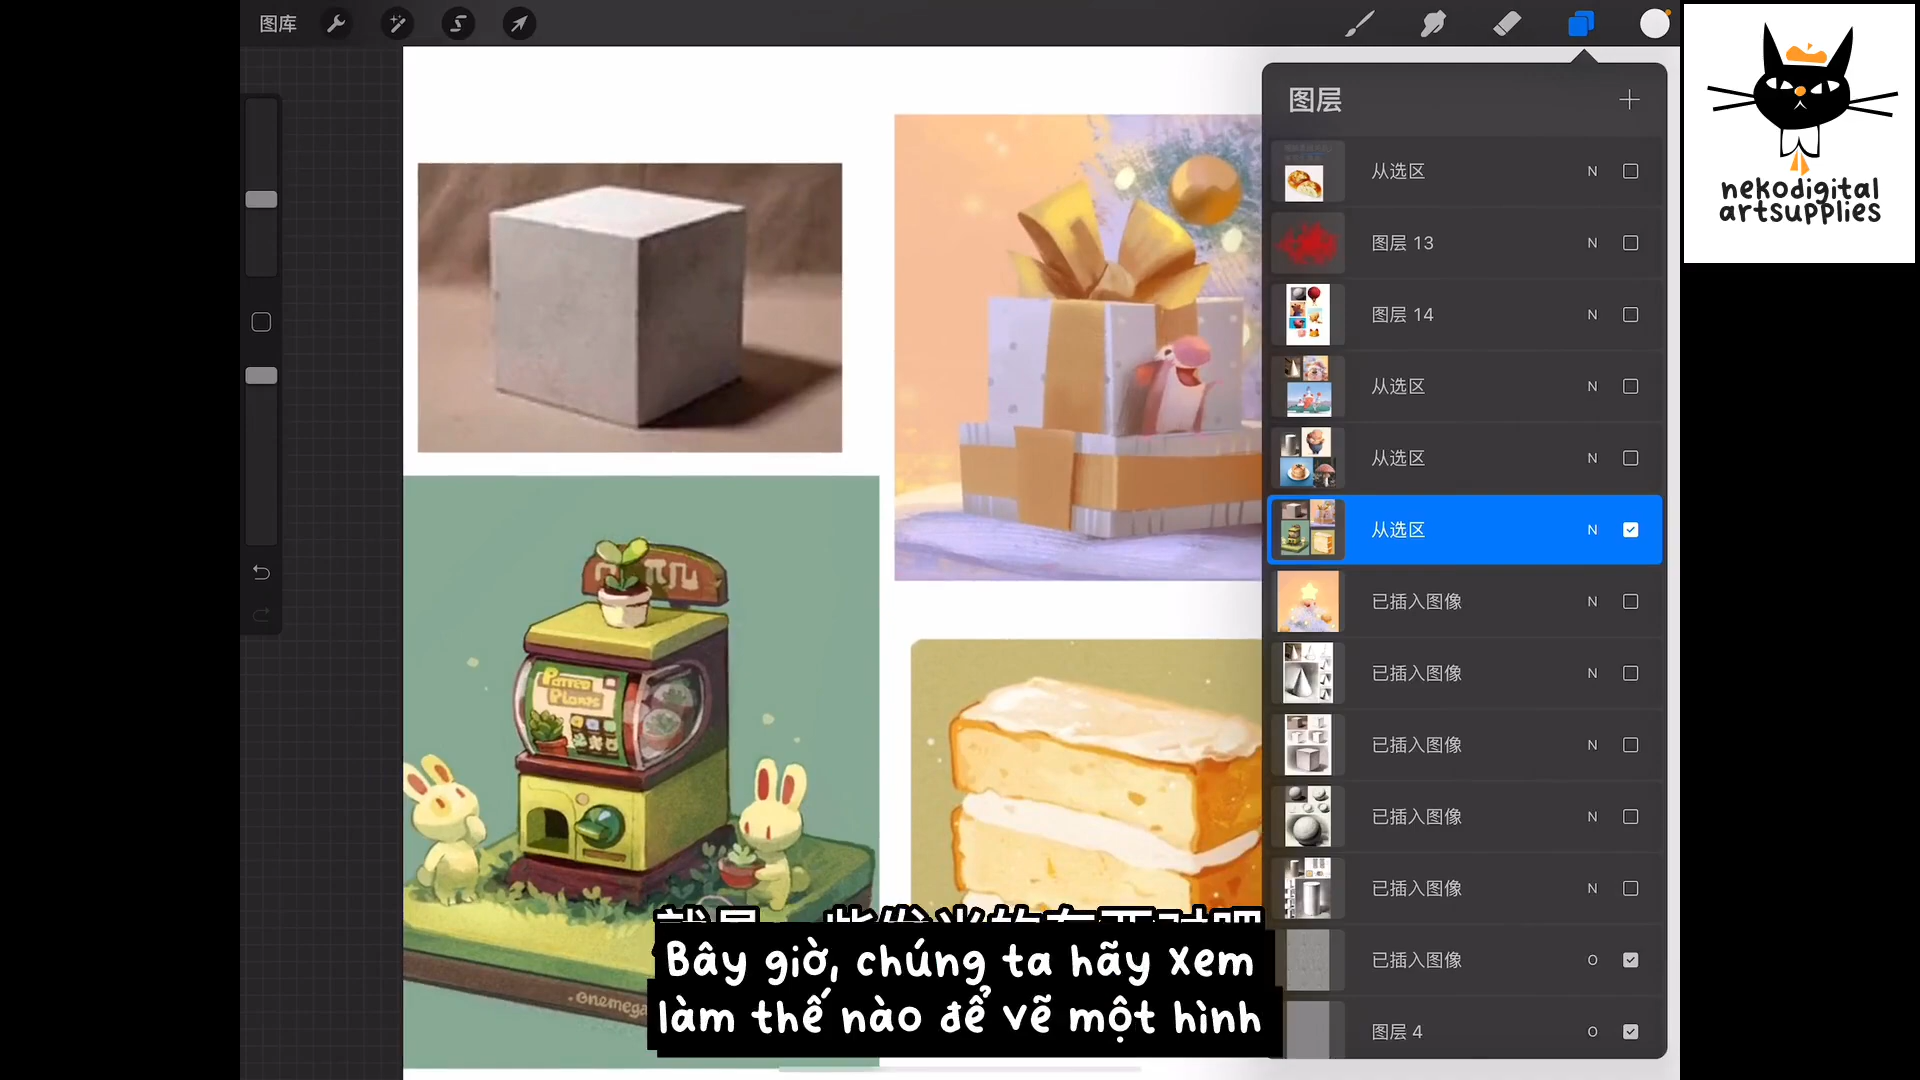 图库
图层
从选区 N
图层 13 N
图层 14 N
从选区 N
从选区 N
从选区 N
已插入图像 N
已插入图像 N
已插入图像 N
已插入图像 N
已插入图像 N
已插入图像 O
图层 4 O
nekodigital
artsupplies
Potted
Plants
Bây giờ, chúng ta hãy xem
làm thế nào để vẽ một hình